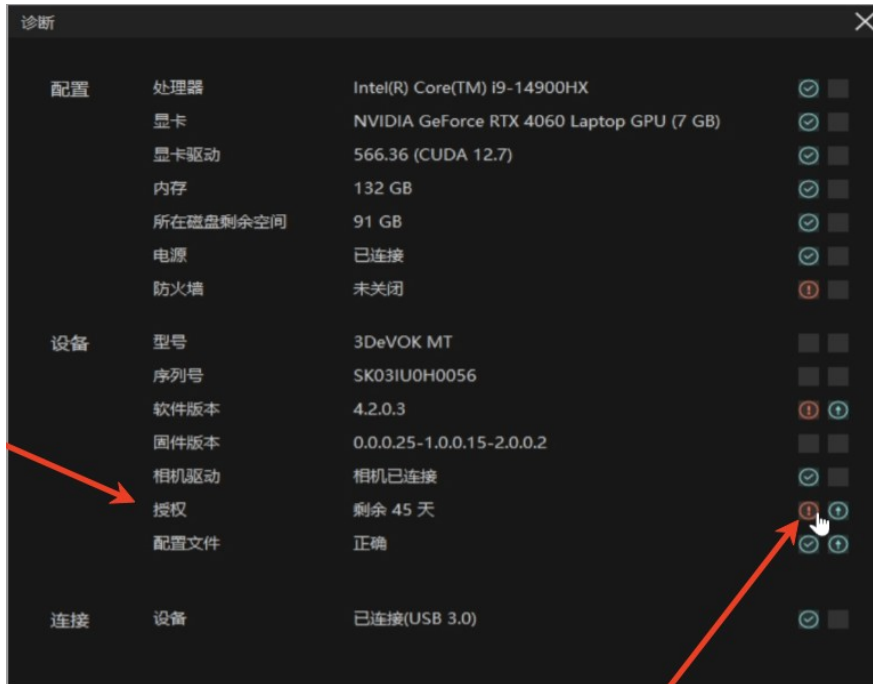 诊断
配置 处理器 Intel(R) Core(TM) i9-14900HX
显卡 NVIDIA GeForce RTX 4060 Laptop GPU (7 GB)
显卡驱动 566.36 (CUDA 12.7)
内存 132 GB
所在磁盘剩余空间 91 GB
电源 已连接
防火墙 未关闭
设备 型号 3DeVOK MT
序列号 SK03IU0H0056
软件版本 4.2.0.3
固件版本 0.0.0.25-1.0.0.15-2.0.0.2
相机驱动 相机已连接
授权 剩余 45 天
配置文件 正确
连接 设备 已连接(USB 3.0)